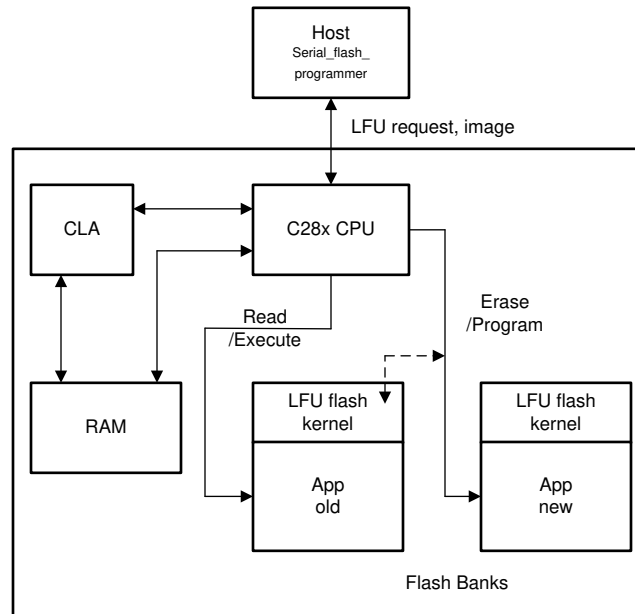 Host
Serial_flash_
programmer
LFU request, image
CLA
C28x CPU
Read
/Execute
Erase
/Program
RAM
LFU flash
kernel
App
old
LFU flash
kernel
App
new
Flash Banks